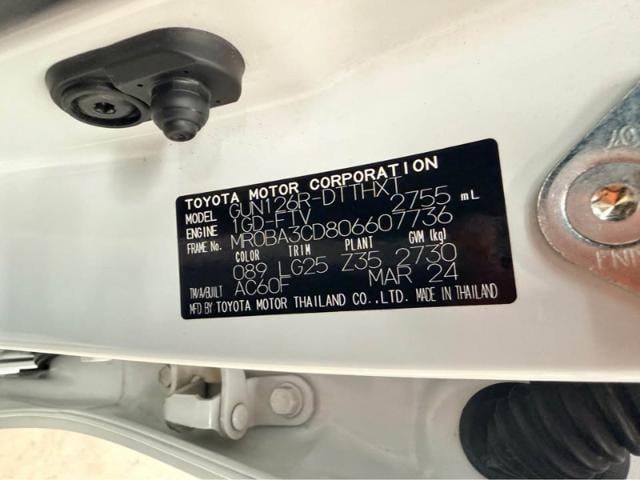 TOYOTA MOTOR CORPORATION
MODEL GUN126R-DTTHXT
ENGINE 1GD-FTV 2755 mL
FRAME No. MR0BA3CD806607736
COLOR TRIM PLANT GVM (kg)
089 LG25 Z35 2730
TM/A/BUILT AC60F MAR 24
MFD BY TOYOTA MOTOR THAILAND CO.,LTD. MADE IN THAILAND